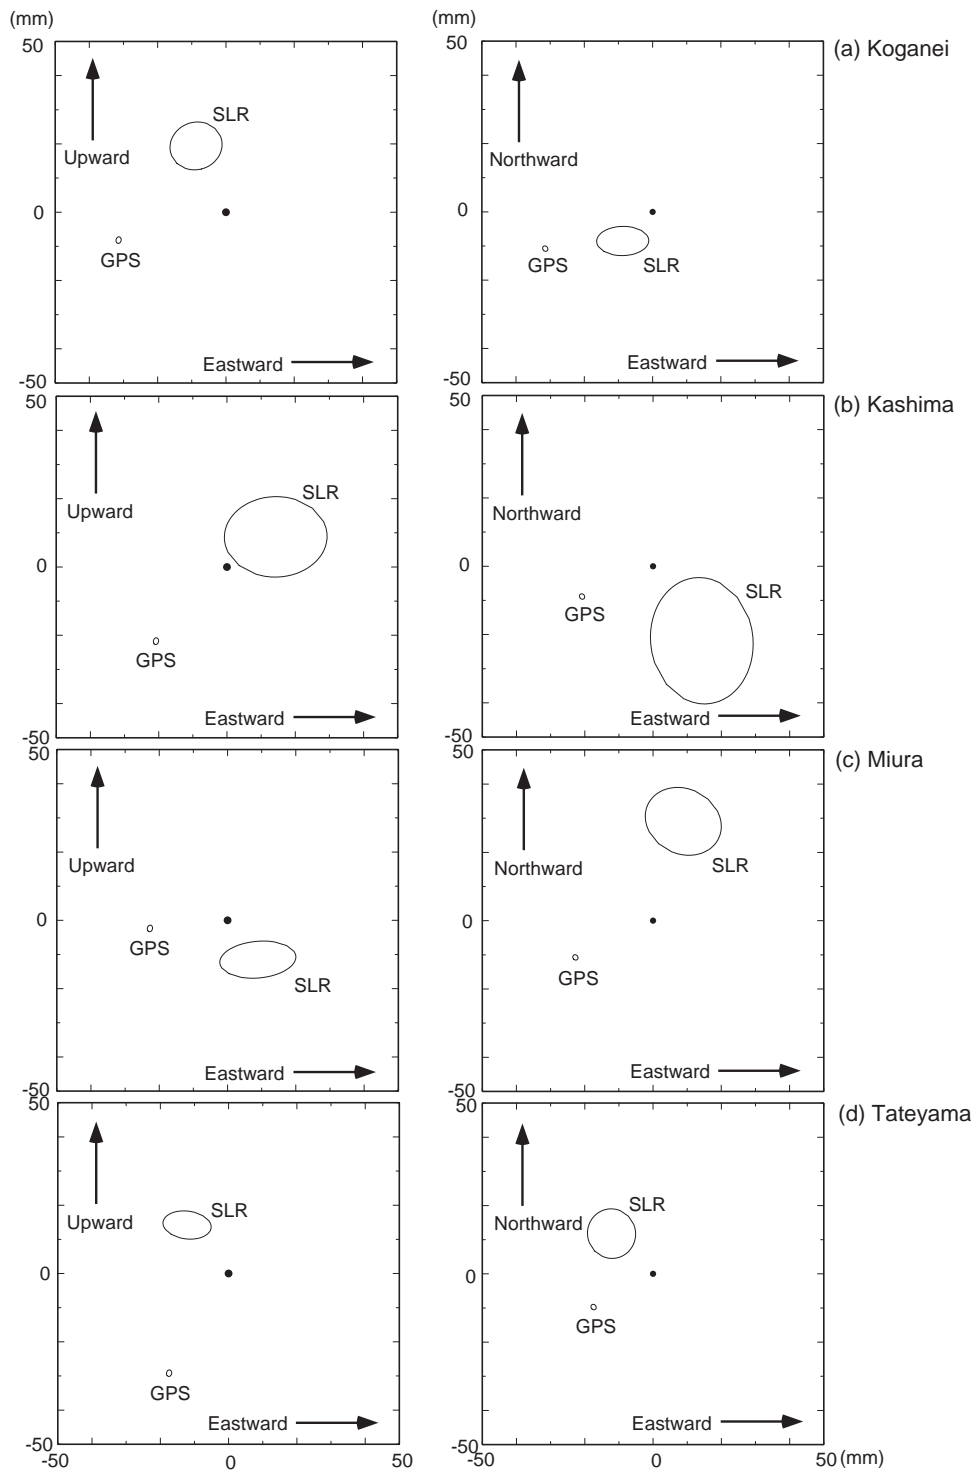 (mm)
(mm)
50
50
(a) Koganei
SLR
Upward
Northward
0
0
GPS
GPS
SLR
Eastward
Eastward
-50
-50
50
50
(b) Kashima
SLR
Upward
Northward
0
0
SLR
GPS
GPS
Eastward
Eastward
-50
-50
50
50
(c) Miura
Upward
Northward
SLR
0
0
GPS
GPS
SLR
Eastward
Eastward
-50
-50
50
50
(d) Tateyama
SLR
SLR
Upward
Northward
0
0
GPS
GPS
Eastward
Eastward
-50
-50
-50
0
50
-50
0
50
(mm)